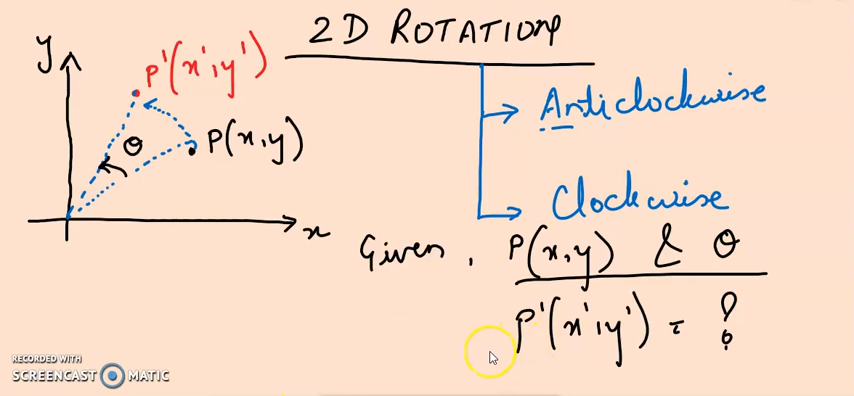 2D ROTATION
y
P'(x',y')
Anticlockwise
θ
P(x,y)
Clockwise
x
Given, P(x,y) & θ
P'(x',y') = ?
RECORDED WITH
SCREENCAST MATIC